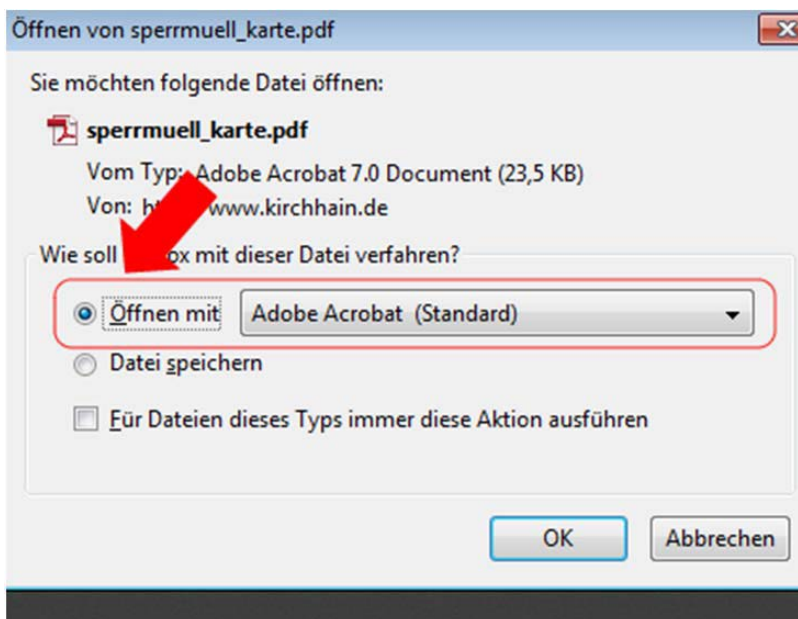 Öffnen von sperrmuell_karte.pdf
Sie möchten folgende Datei öffnen:
sperrmuell_karte.pdf
Vom Typ: Adobe Acrobat 7.0 Document (23,5 KB)
Von: www.kirchhain.de
Wie soll mit dieser Datei verfahren?
Öffnen mit Adobe Acrobat (Standard)
Datei speichern
Für Dateien dieses Typs immer diese Aktion ausführen
OK Abbrechen